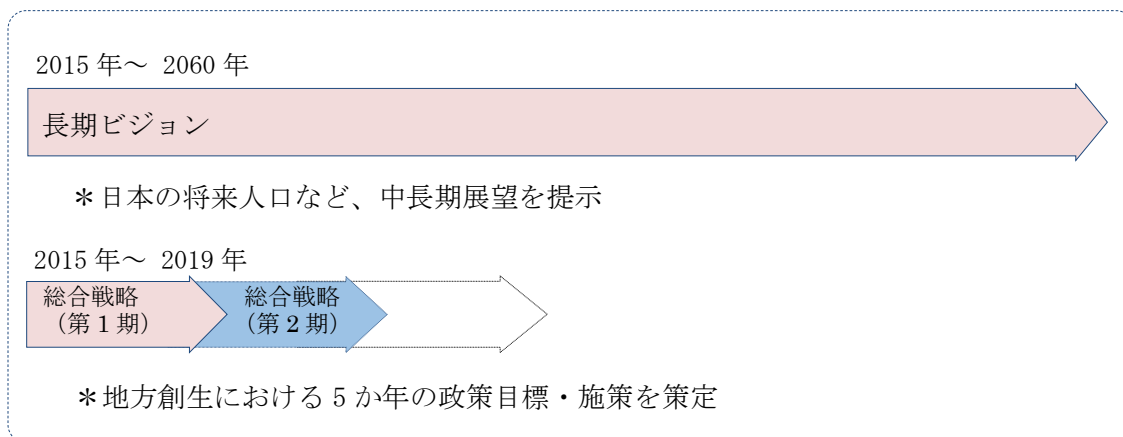 2015 年～ 2060 年
長期ビジョン
＊日本の将来人口など、中長期展望を提示
2015 年～ 2019 年
総合戦略
（第 1 期）
総合戦略
（第 2 期）
＊地方創生における 5 か年の政策目標・施策を策定